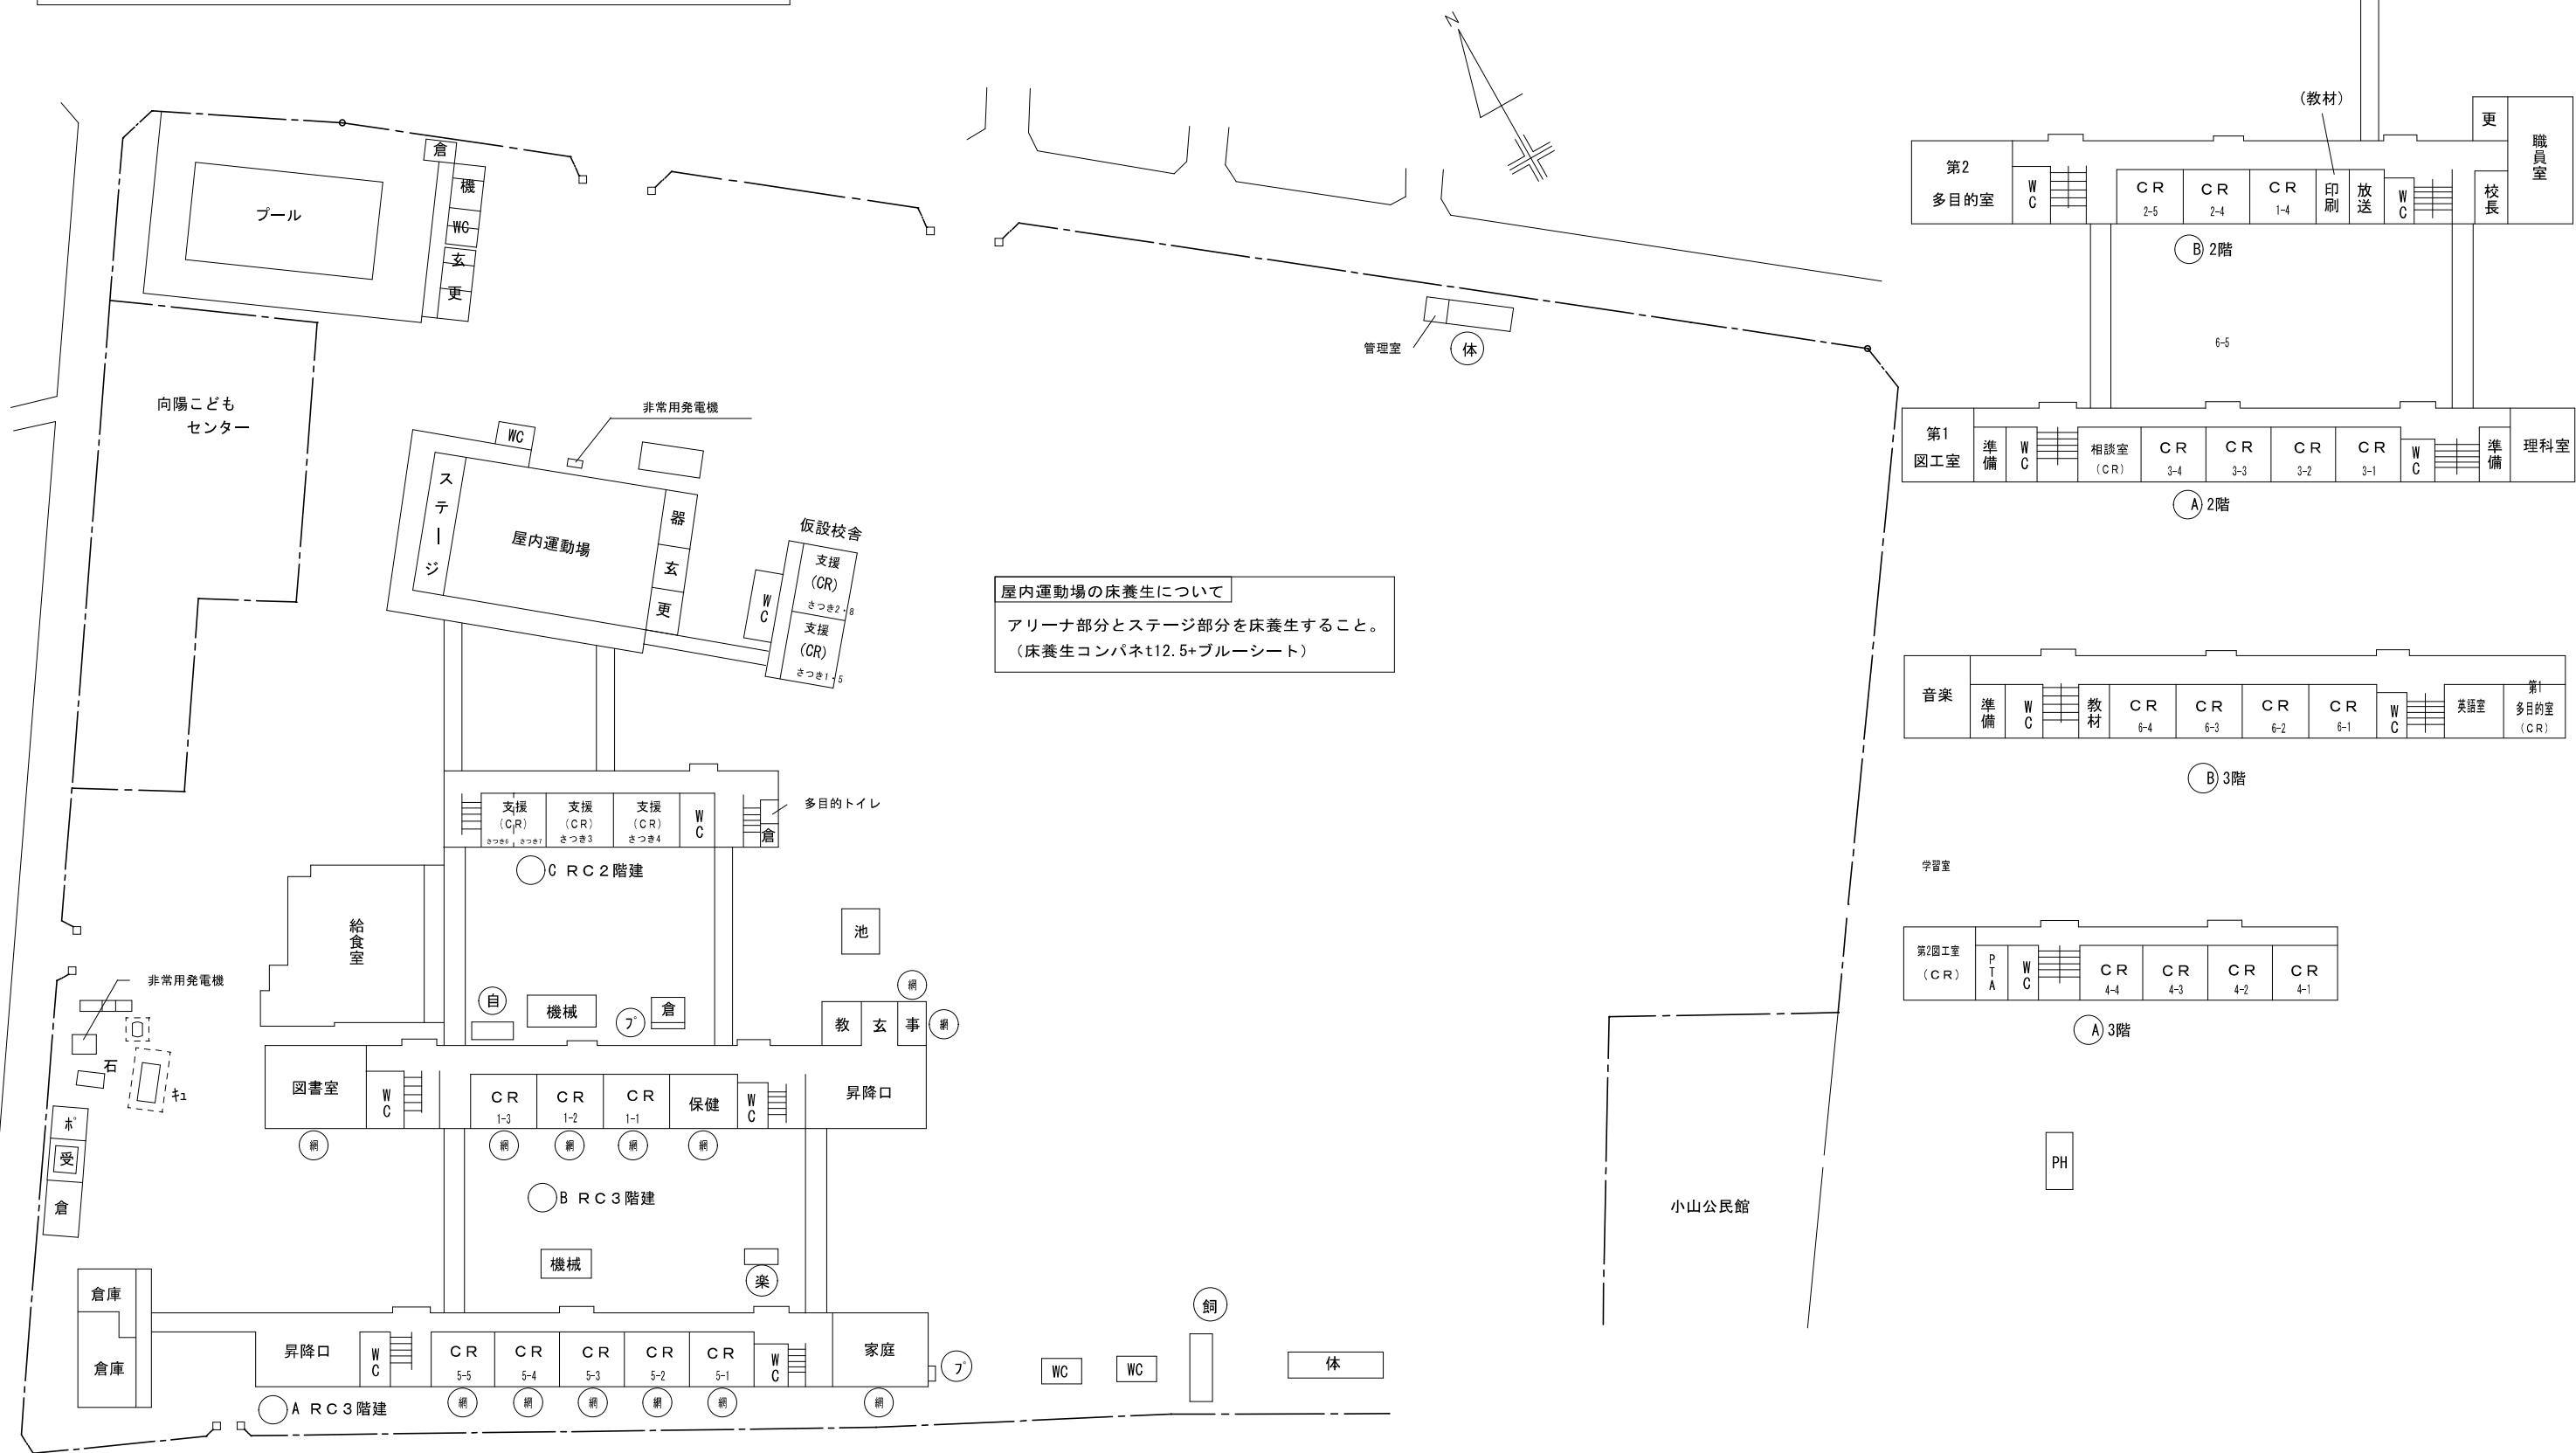 N
倉
機
WC
玄
更
プール
向陽こども
センター
非常用発電機
WC
ステージ
屋内運動場
器
玄
更
仮設校舎
支援
(CR)
さつき2・8
支援
(CR)
さつき1・5
WC
管理室
体
屋内運動場の床養生について
アリーナ部分とステージ部分を床養生すること。
(床養生コンパネt12.5+ブルーシート)
支援
(CR)
さつき6 さつき7
支援
(CR)
さつき3
支援
(CR)
さつき4
WC
倉
多目的トイレ
C RC2階建
給食室
池
非常用発電機
石
キュ
ポ
受
倉
自
機械
プ
倉
網
教
玄
事
網
図書室
WC
CR
1-3
CR
1-2
CR
1-1
保健
WC
昇降口
網
網
網
網
網
B RC3階建
機械
楽
倉庫
倉庫
昇降口
WC
CR
5-5
CR
5-4
CR
5-3
CR
5-2
CR
5-1
WC
家庭
プ
網
網
網
網
網
網
A RC3階建
WC
WC
飼
体
小山公民館
(教材)
第2
多目的室
WC
CR
2-5
CR
2-4
CR
1-4
印刷
放送
WC
校長
更
職員室
B 2階
6-5
第1
図工室
準備
WC
相談室
(CR)
CR
3-4
CR
3-3
CR
3-2
CR
3-1
WC
準備
理科室
A 2階
音楽
準備
WC
教材
CR
6-4
CR
6-3
CR
6-2
CR
6-1
WC
英語室
第1
多目的室
(CR)
B 3階
学習室
第2図工室
(CR)
PTA
WC
CR
4-4
CR
4-3
CR
4-2
CR
4-1
A 3階
PH